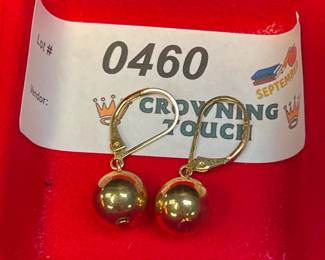 Lot #
0460
SEPTEMBER
Vendor:
CROWNING
TOUCH